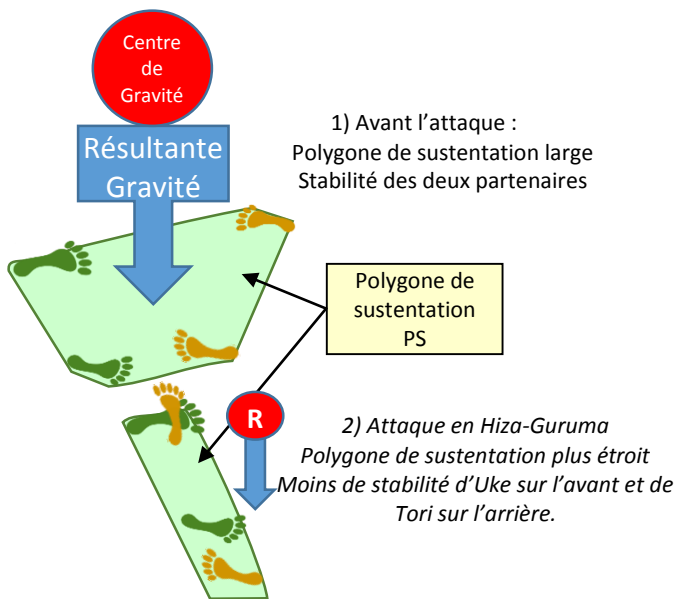 Centre
de
Gravité
Résultante
Gravité
1) Avant l’attaque :
Polygone de sustentation large
Stabilité des deux partenaires
Polygone de
sustentation
PS
R
2) Attaque en Hiza-Guruma
Polygone de sustentation plus étroit
Moins de stabilité d’Uke sur l’avant et de
Tori sur l’arrière.